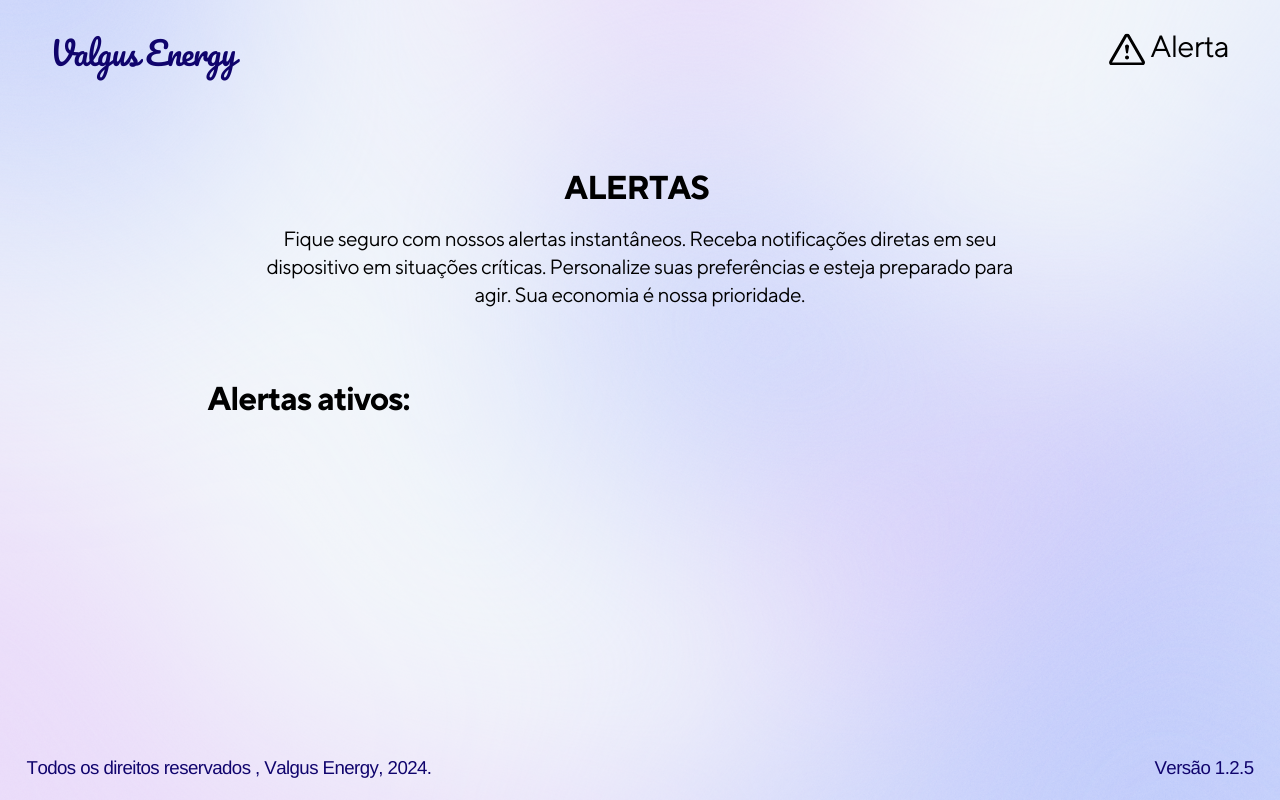 Valgus Energy
Alerta
ALERTAS
Fique seguro com nossos alertas instantâneos. Receba notificações diretas em seu
dispositivo em situações críticas. Personalize suas preferências e esteja preparado para
agir. Sua economia é nossa prioridade.
Alertas ativos:
Todos os direitos reservados , Valgus Energy, 2024.
Versão 1.2.5